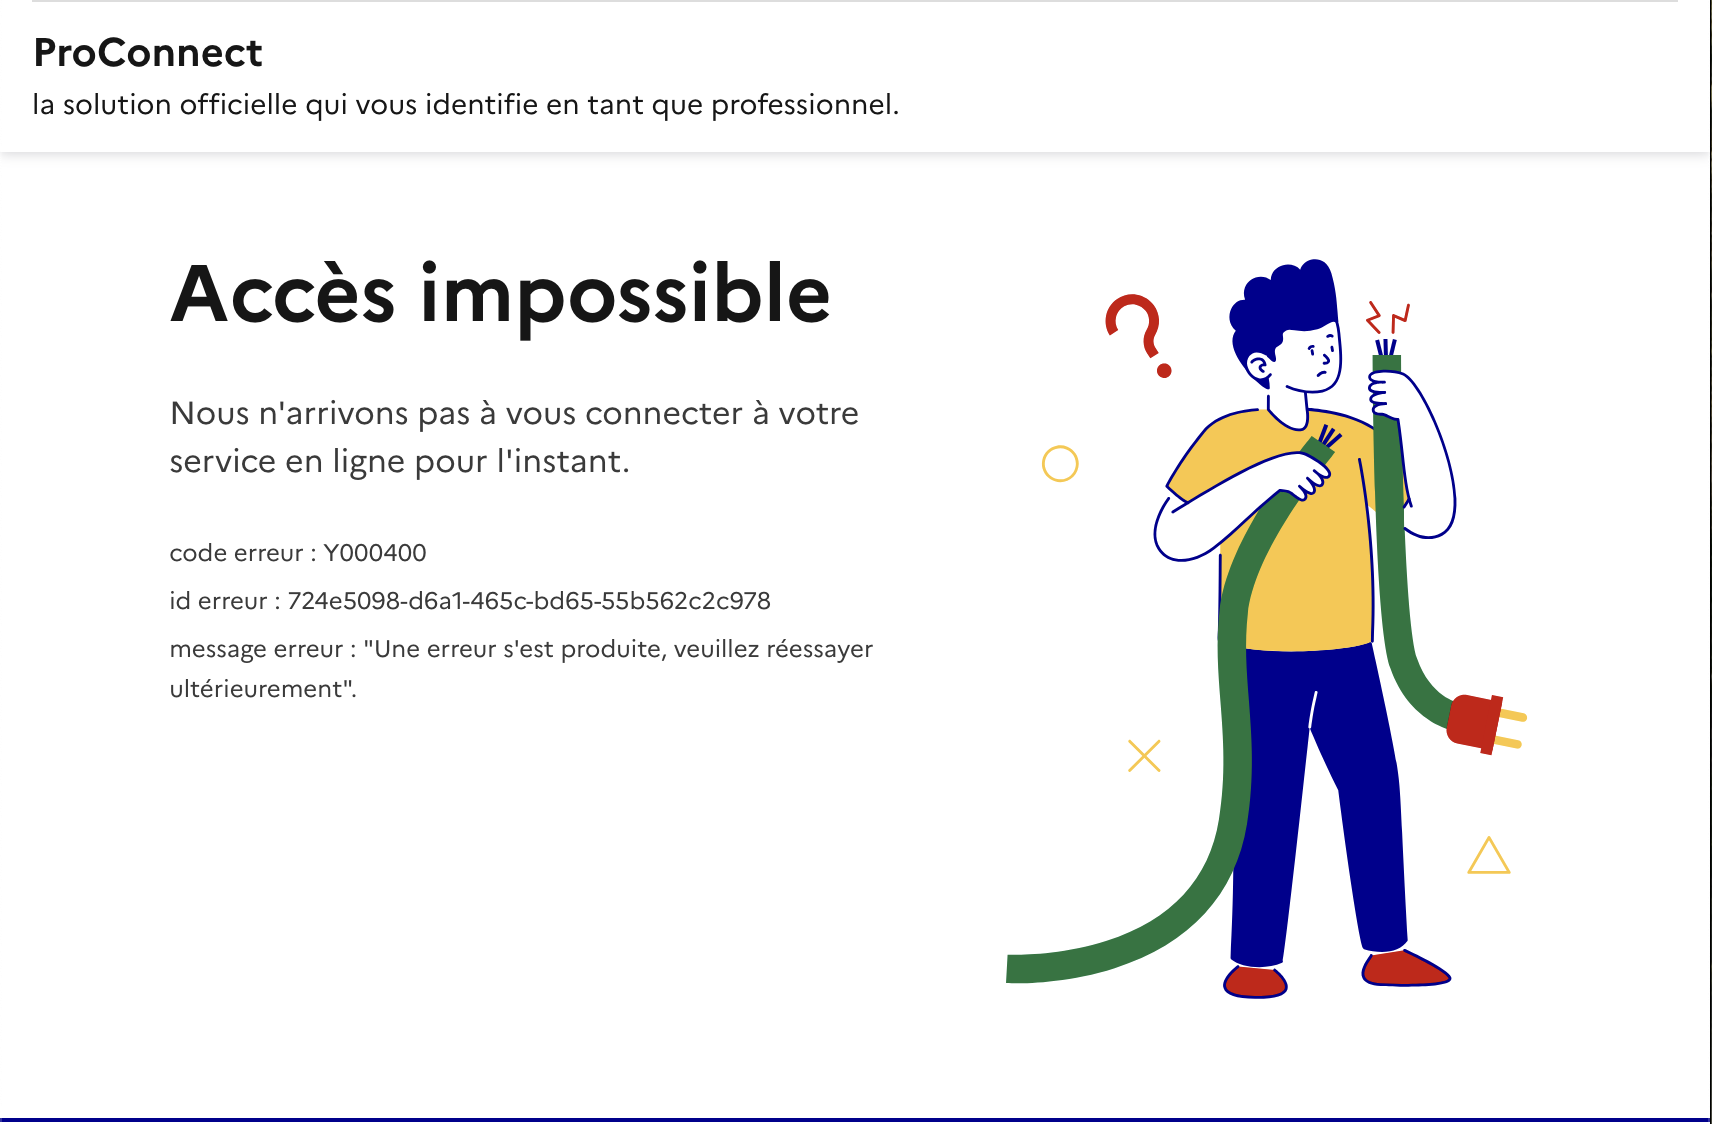 ProConnect
la solution officielle qui vous identifie en tant que professionnel.
Accès impossible
Nous n'arrivons pas à vous connecter à votre
service en ligne pour l'instant.
code erreur : Y000400
id erreur : 724e5098-d6a1-465c-bd65-55b562c2c978
message erreur : "Une erreur s'est produite, veuillez réessayer
ultérieurement".